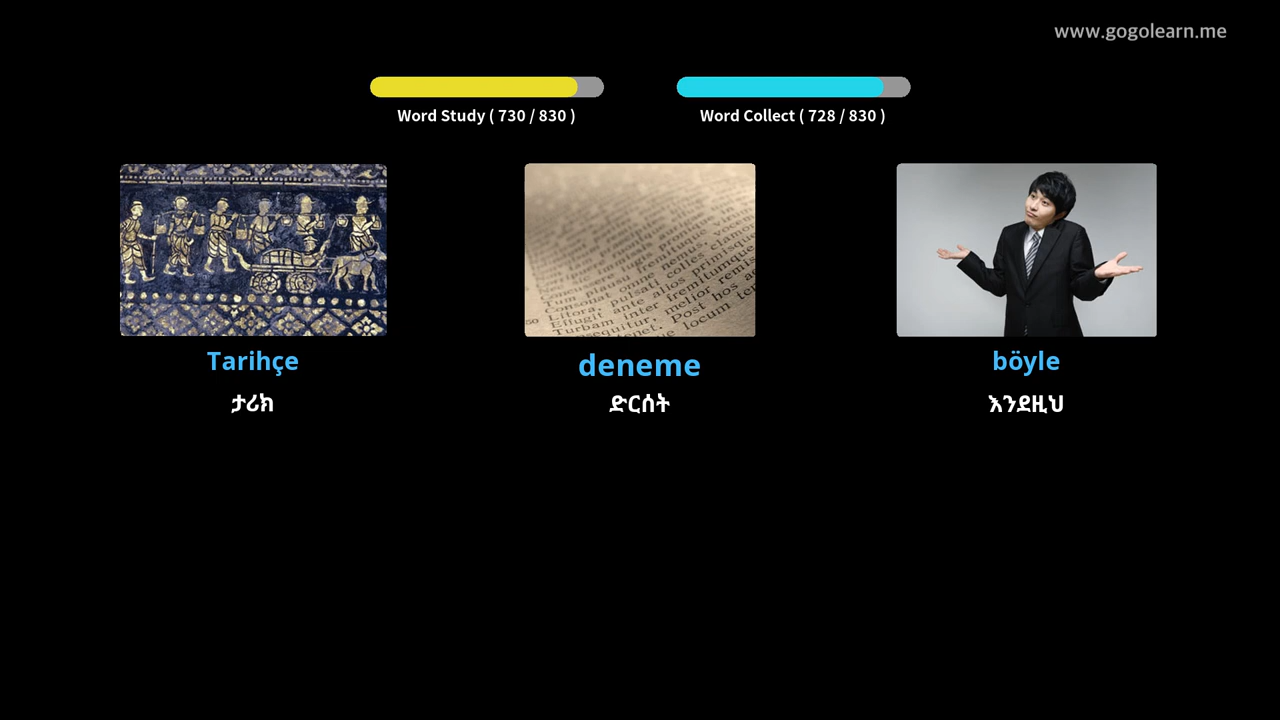 www.gogolearn.me
Word Study ( 730 / 830 )
Word Collect ( 728 / 830 )
Tarihçe
deneme
böyle
ታሪክ
ድርሰት
እንደዚህ